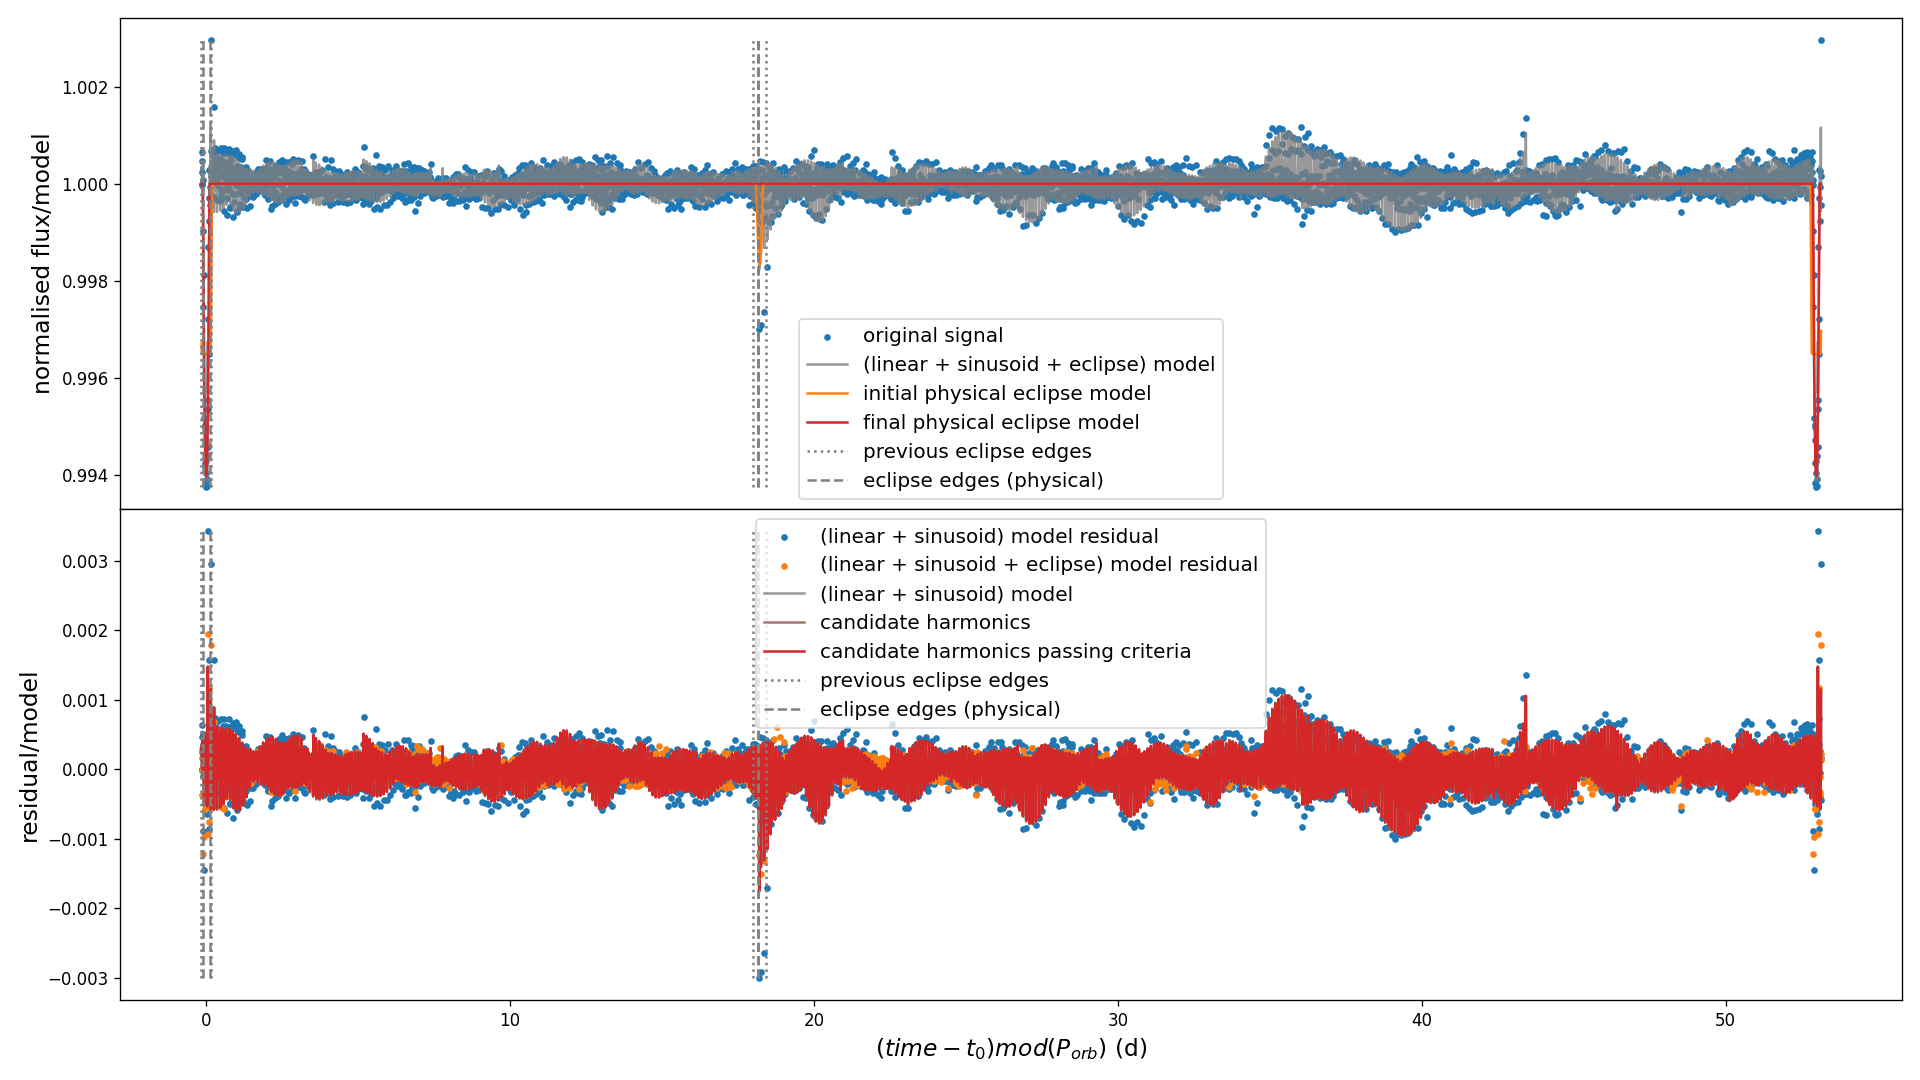 normalised flux/model
1.002
1.000
0.998
0.996
0.994
original signal
(linear + sinusoid + eclipse) model
initial physical eclipse model
final physical eclipse model
previous eclipse edges
eclipse edges (physical)
residual/model
0.003
0.002
0.001
0.000
−0.001
−0.002
−0.003
(linear + sinusoid) model residual
(linear + sinusoid + eclipse) model residual
(linear + sinusoid) model
candidate harmonics
candidate harmonics passing criteria
previous eclipse edges
eclipse edges (physical)
0 10 20 30 40 50
(time − t₀)mod(P_orb) (d)